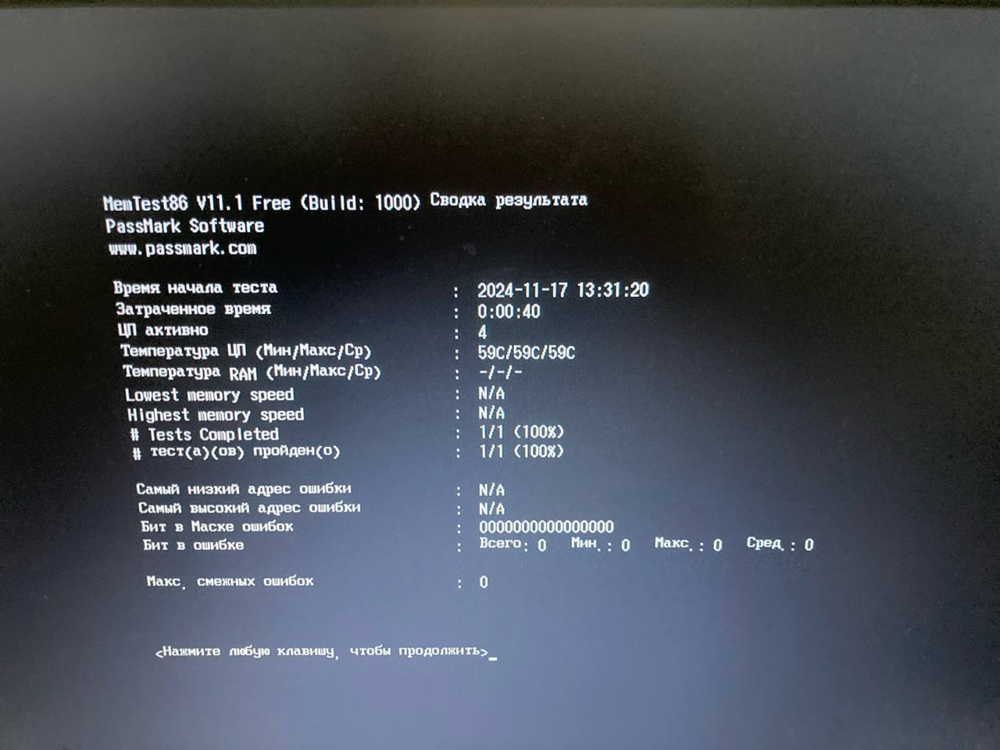 MemTest86 V11.1 Free (Build: 1000) Сводка результата
PassMark Software
www.passmark.com
Время начала теста : 2024-11-17 13:31:20
Затраченное время : 0:00:40
ЦП активно : 4
Температура ЦП (Мин/Макс/Ср) : 59C/59C/59C
Температура RAM (Мин/Макс/Ср) : -/-/-
Lowest memory speed : N/A
Highest memory speed : N/A
# Tests Completed : 1/1 (100%)
# тест(а)(ов) пройден(о) : 1/1 (100%)
Самый низкий адрес ошибки : N/A
Самый высокий адрес ошибки : N/A
Бит в Маске ошибок : 0000000000000000
Бит в ошибке : Всего: 0 Мин.: 0 Макс.: 0 Сред.: 0
Макс. смежных ошибок : 0
<Нажмите любую клавишу, чтобы продолжить>_